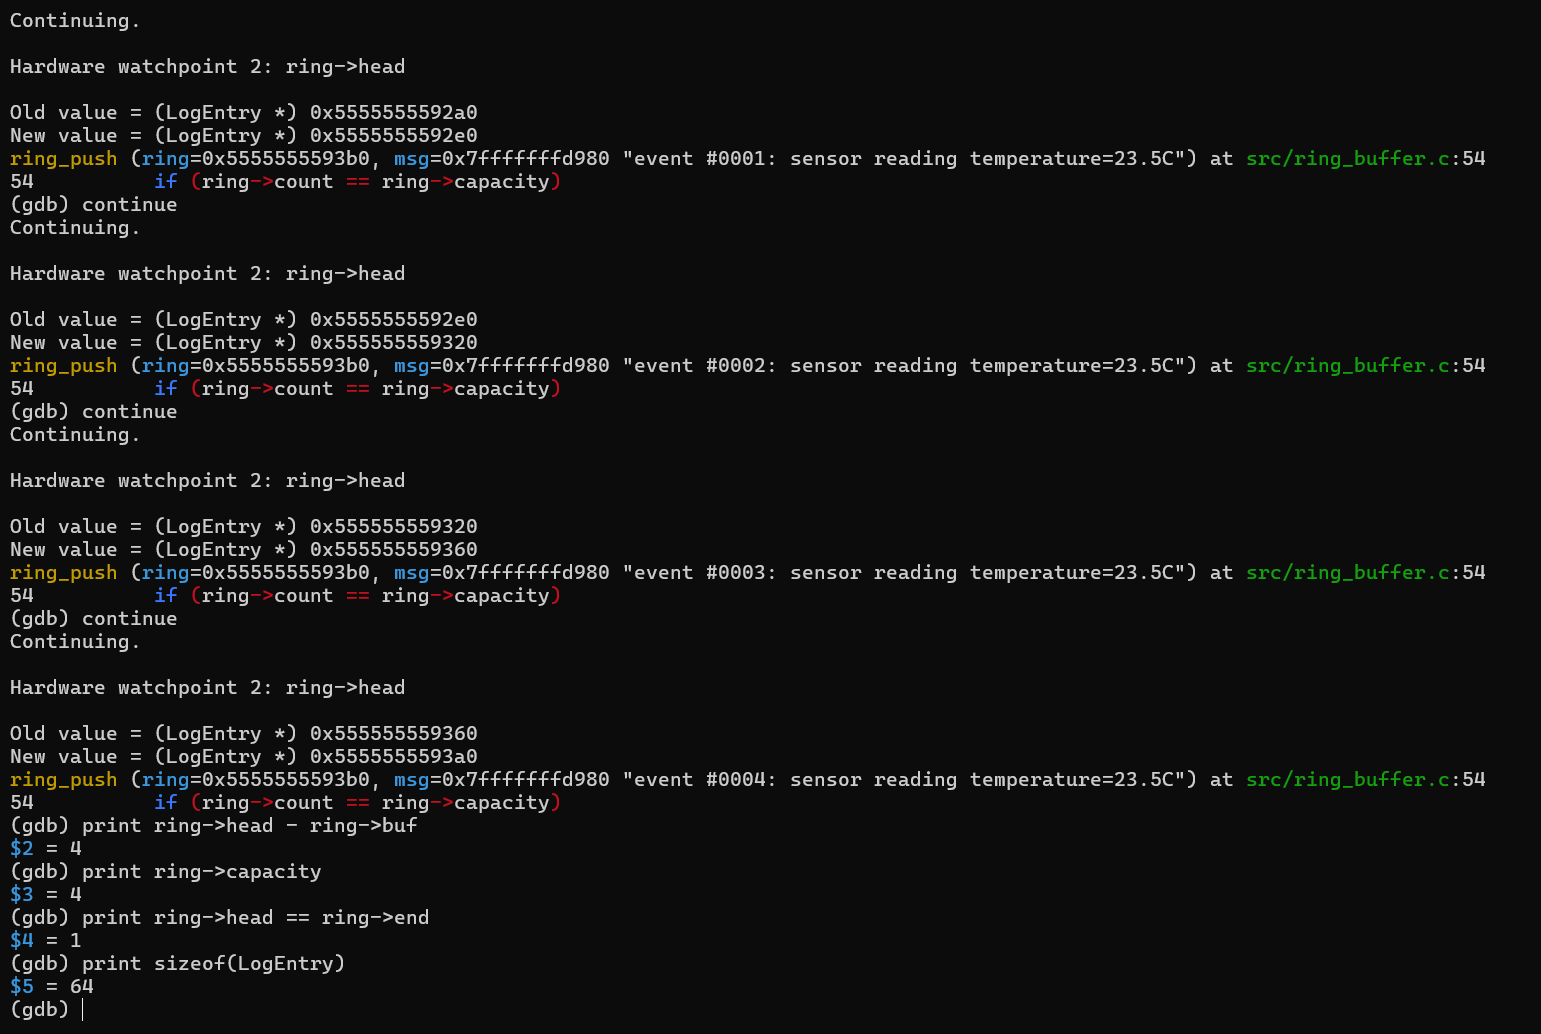 Continuing.
Hardware watchpoint 2: ring->head
Old value = (LogEntry *) 0x5555555592a0
New value = (LogEntry *) 0x5555555592e0
ring_push (ring=0x5555555593b0, msg=0x7fffffffd980 "event #0001: sensor reading temperature=23.5C") at src/ring_buffer.c:54
54          if (ring->count == ring->capacity)
(gdb) continue
Continuing.
Hardware watchpoint 2: ring->head
Old value = (LogEntry *) 0x5555555592e0
New value = (LogEntry *) 0x555555559320
ring_push (ring=0x5555555593b0, msg=0x7fffffffd980 "event #0002: sensor reading temperature=23.5C") at src/ring_buffer.c:54
54          if (ring->count == ring->capacity)
(gdb) continue
Continuing.
Hardware watchpoint 2: ring->head
Old value = (LogEntry *) 0x555555559320
New value = (LogEntry *) 0x555555559360
ring_push (ring=0x5555555593b0, msg=0x7fffffffd980 "event #0003: sensor reading temperature=23.5C") at src/ring_buffer.c:54
54          if (ring->count == ring->capacity)
(gdb) continue
Continuing.
Hardware watchpoint 2: ring->head
Old value = (LogEntry *) 0x555555559360
New value = (LogEntry *) 0x5555555593a0
ring_push (ring=0x5555555593b0, msg=0x7fffffffd980 "event #0004: sensor reading temperature=23.5C") at src/ring_buffer.c:54
54          if (ring->count == ring->capacity)
(gdb) print ring->head - ring->buf
$2 = 4
(gdb) print ring->capacity
$3 = 4
(gdb) print ring->head == ring->end
$4 = 1
(gdb) print sizeof(LogEntry)
$5 = 64
(gdb)